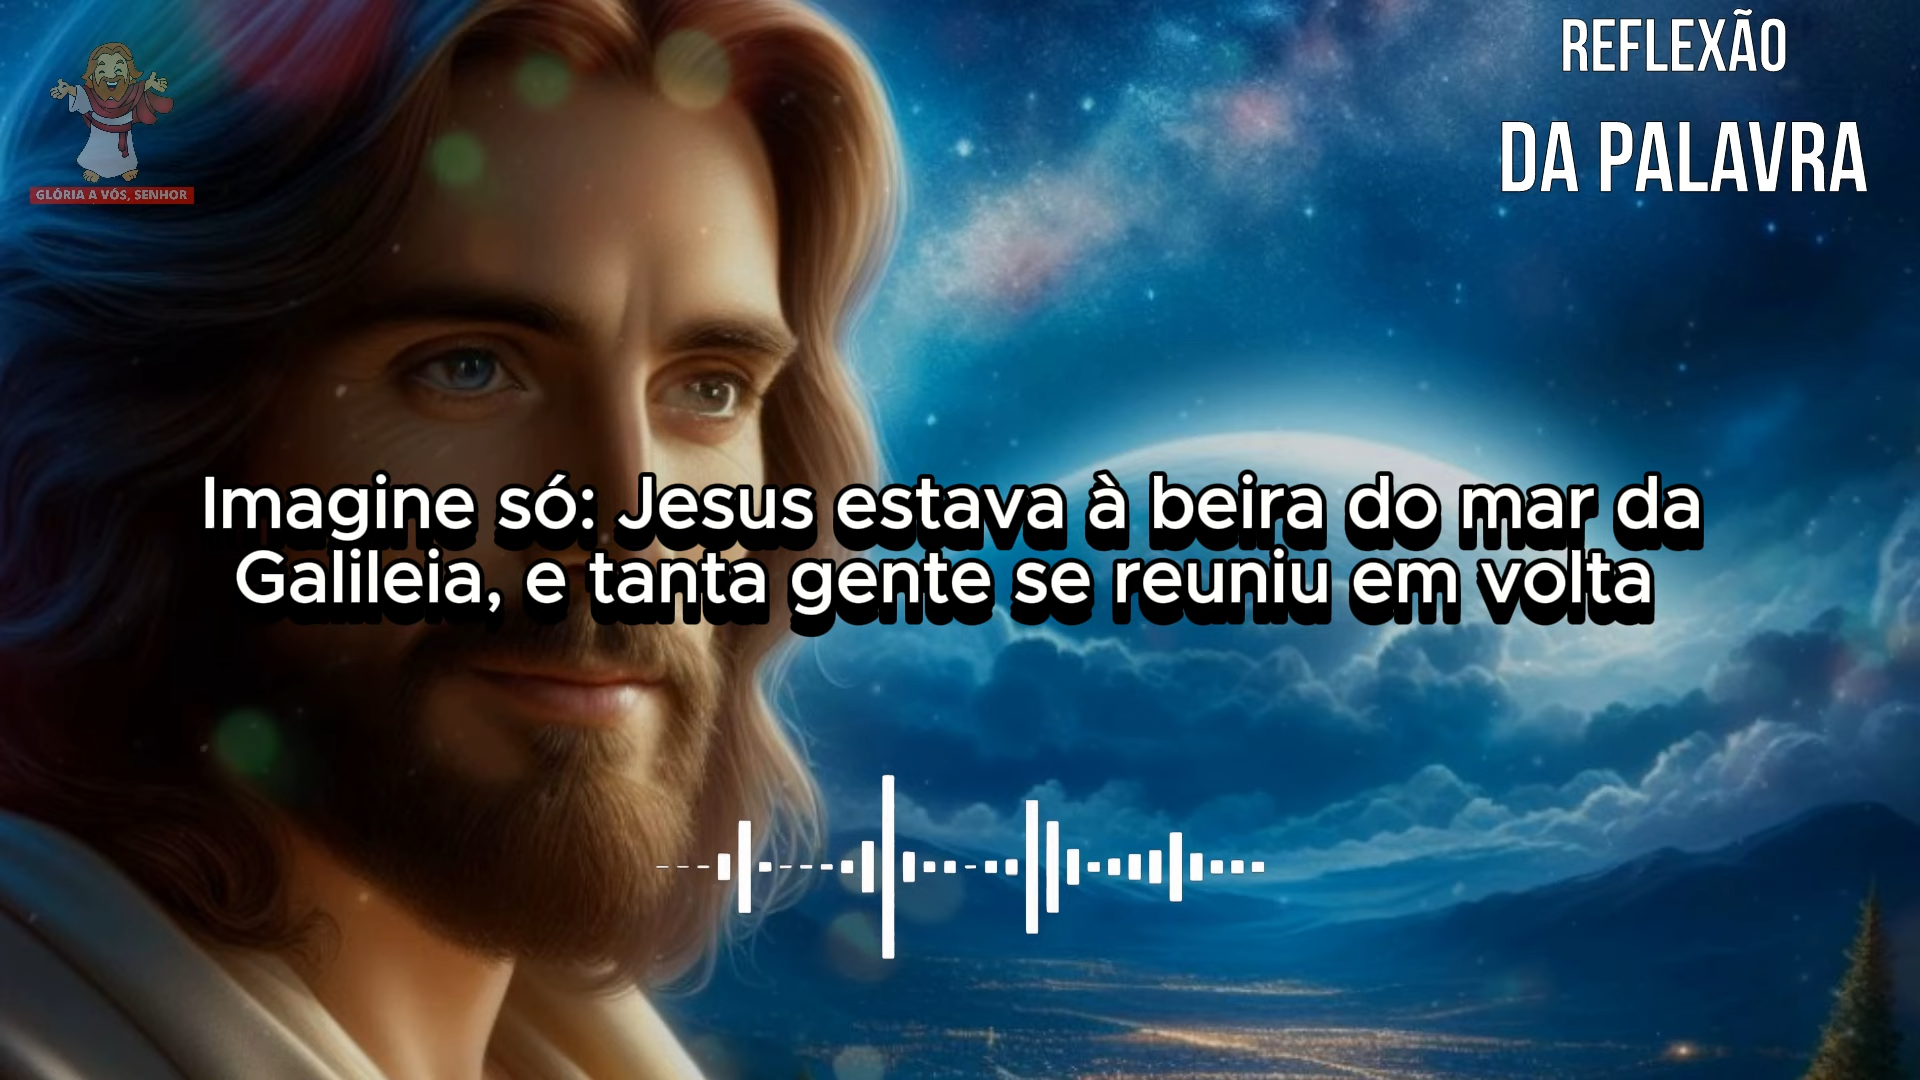 REFLEXÃO
DA PALAVRA
GLÓRIA A VÓS, SENHOR
Imagine só: Jesus estava à beira do mar da
Galileia, e tanta gente se reuniu em volta